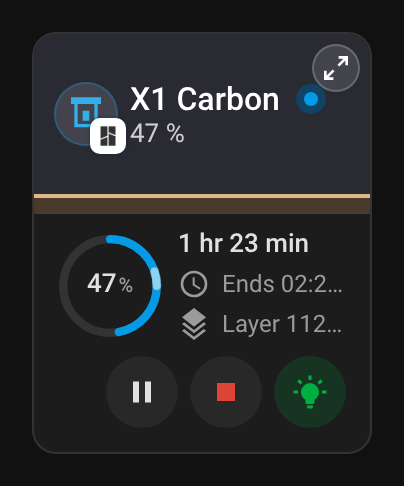 X1 Carbon
47 %
1 hr 23 min
47%
Ends 02:2...
Layer 112...